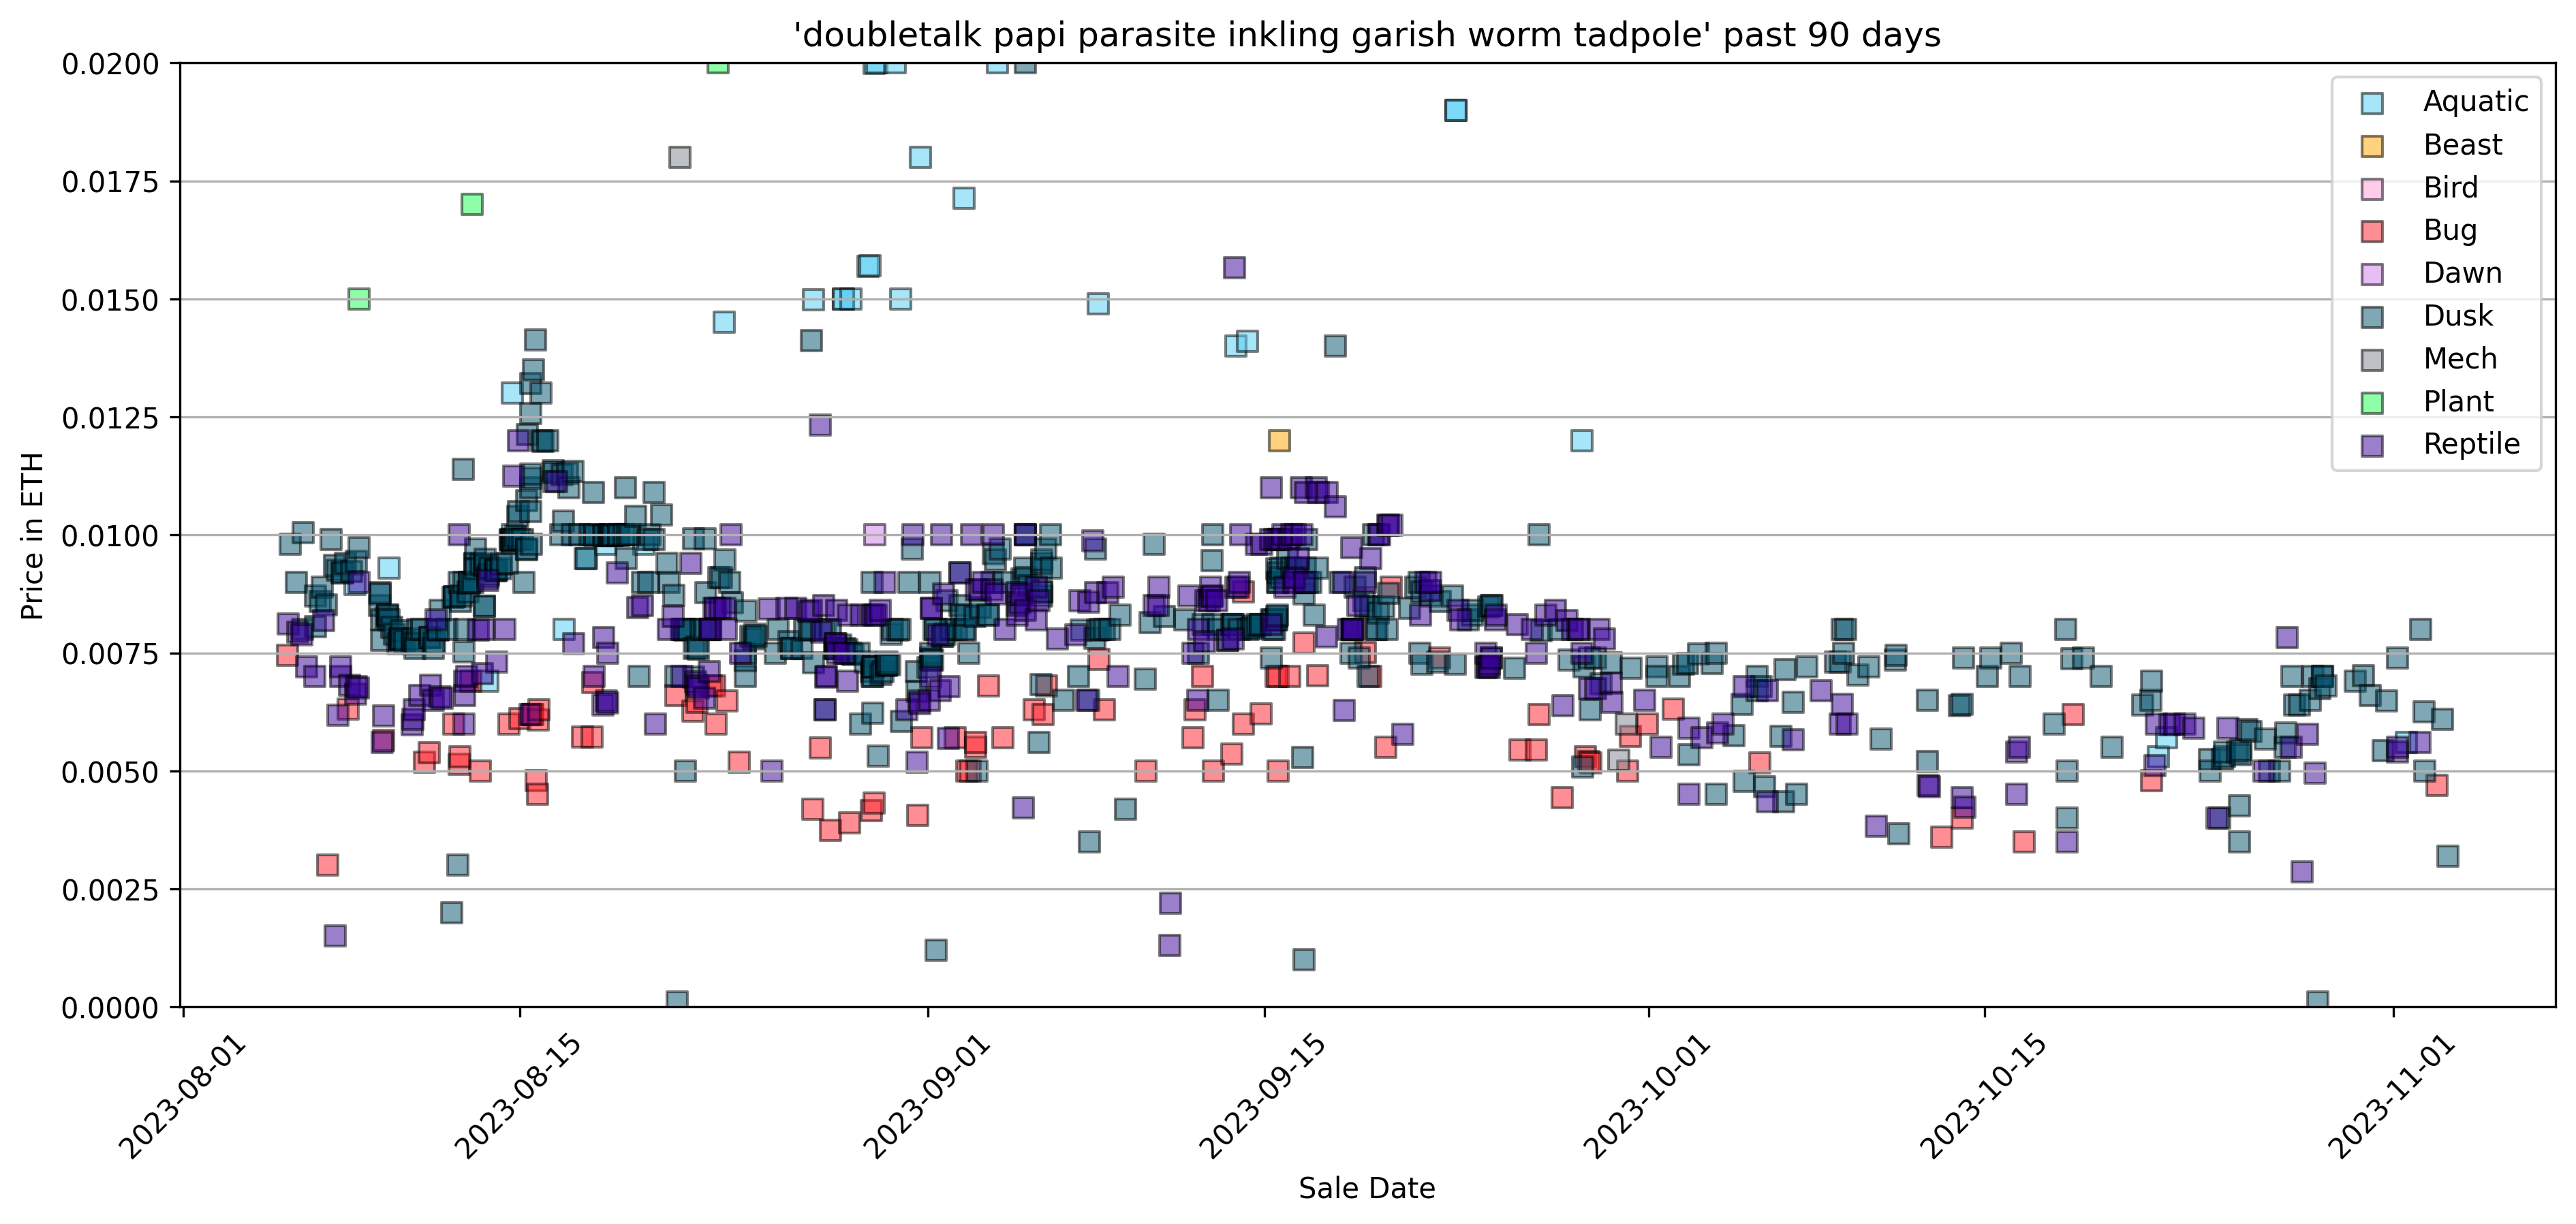 'doubletalk papi parasite inkling garish worm tadpole' past 90 days
0.0200
0.0175
0.0150
0.0125
0.0100
0.0075
0.0050
0.0025
0.0000
Price in ETH
Aquatic
Beast
Bird
Bug
Dawn
Dusk
Mech
Plant
Reptile
2023-08-01
2023-08-15
2023-09-01
2023-09-15
2023-10-01
2023-10-15
2023-11-01
Sale Date